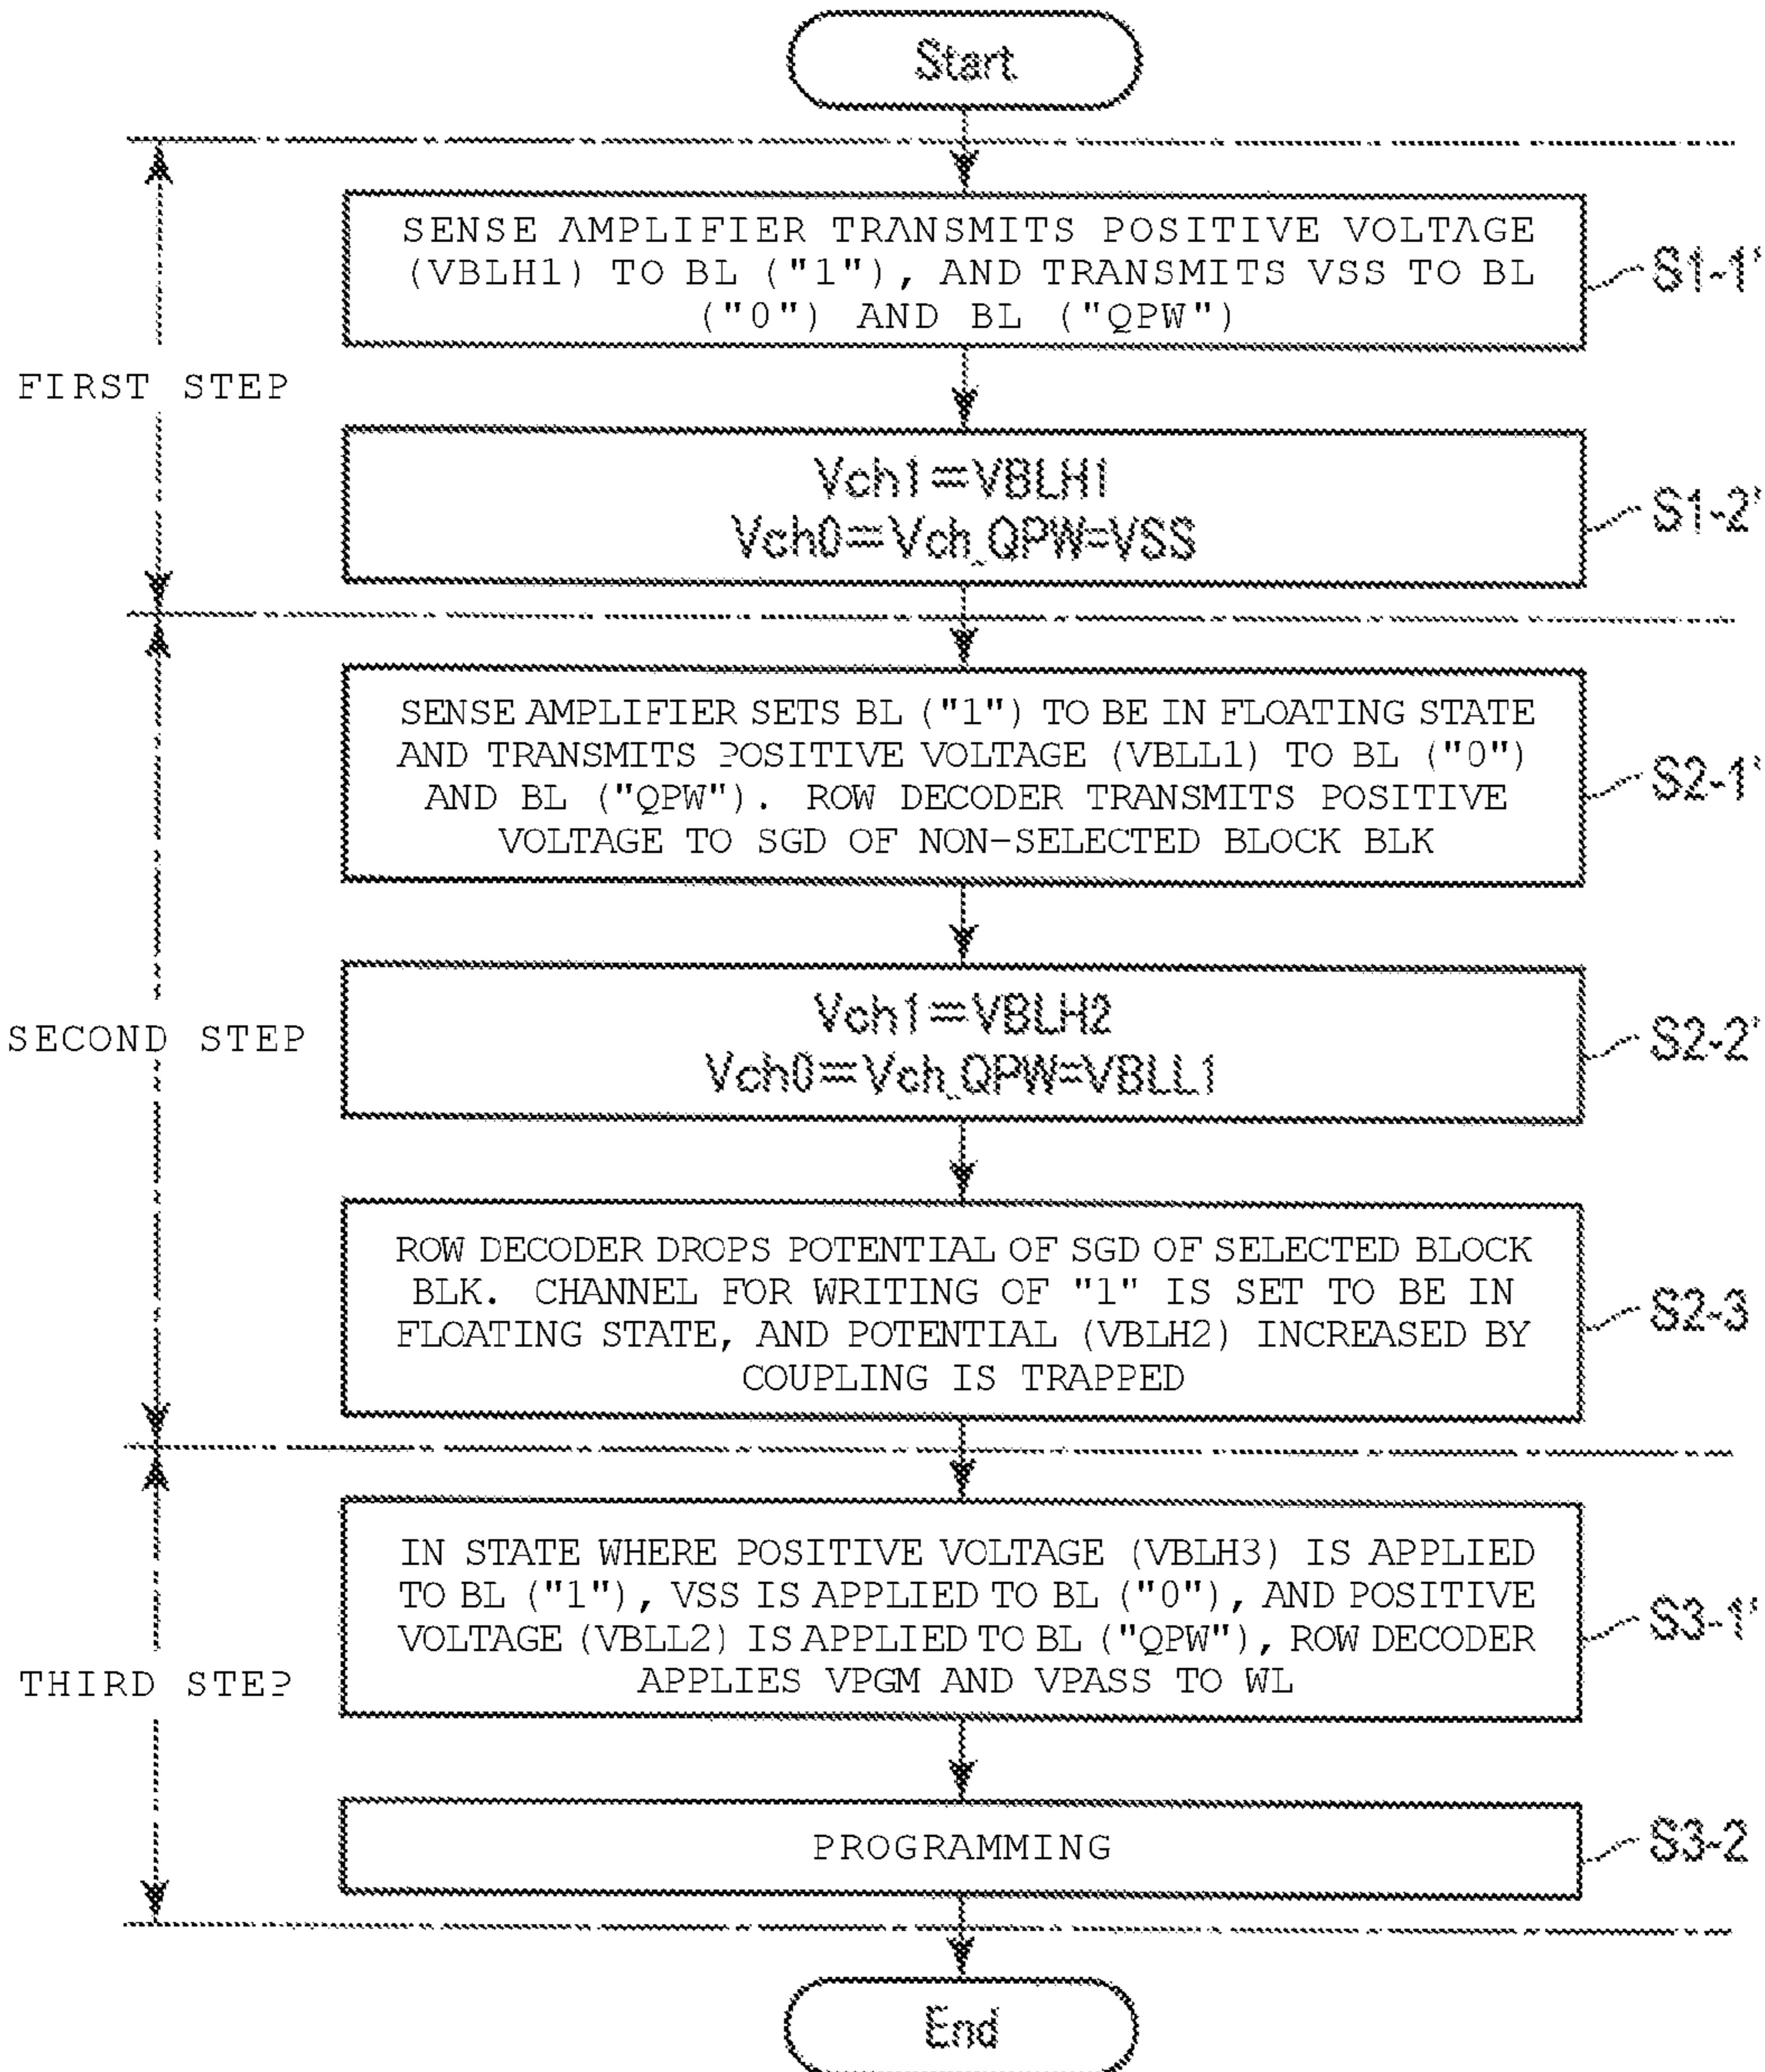 Start
SENSE AMPLIFIER TRANSMITS POSITIVE VOLTAGE
(VBLH1) TO BL ("1"), AND TRANSMITS VSS TO BL
("0") AND BL ("QPW")
S1-1'
FIRST STEP
Vch1=VBLH1
Vch0=Vch_QPW=VSS
S1-2'
SENSE AMPLIFIER SETS BL ("1") TO BE IN FLOATING STATE
AND TRANSMITS POSITIVE VOLTAGE (VBLL1) TO BL ("0")
AND BL ("QPW"). ROW DECODER TRANSMITS POSITIVE
VOLTAGE TO SGD OF NON-SELECTED BLOCK BLK
S2-1'
SECOND STEP
Vch1=VBLH2
Vch0=Vch_QPW=VBLL1
S2-2'
ROW DECODER DROPS POTENTIAL OF SGD OF SELECTED BLOCK
BLK. CHANNEL FOR WRITING OF "1" IS SET TO BE IN
FLOATING STATE, AND POTENTIAL (VBLH2) INCREASED BY
COUPLING IS TRAPPED
S2-3
IN STATE WHERE POSITIVE VOLTAGE (VBLH3) IS APPLIED
TO BL ("1"), VSS IS APPLIED TO BL ("0"), AND POSITIVE
VOLTAGE (VBLL2) IS APPLIED TO BL ("QPW"), ROW DECODER
APPLIES VPGM AND VPASS TO WL
S3-1'
THIRD STEP
PROGRAMMING
S3-2
End